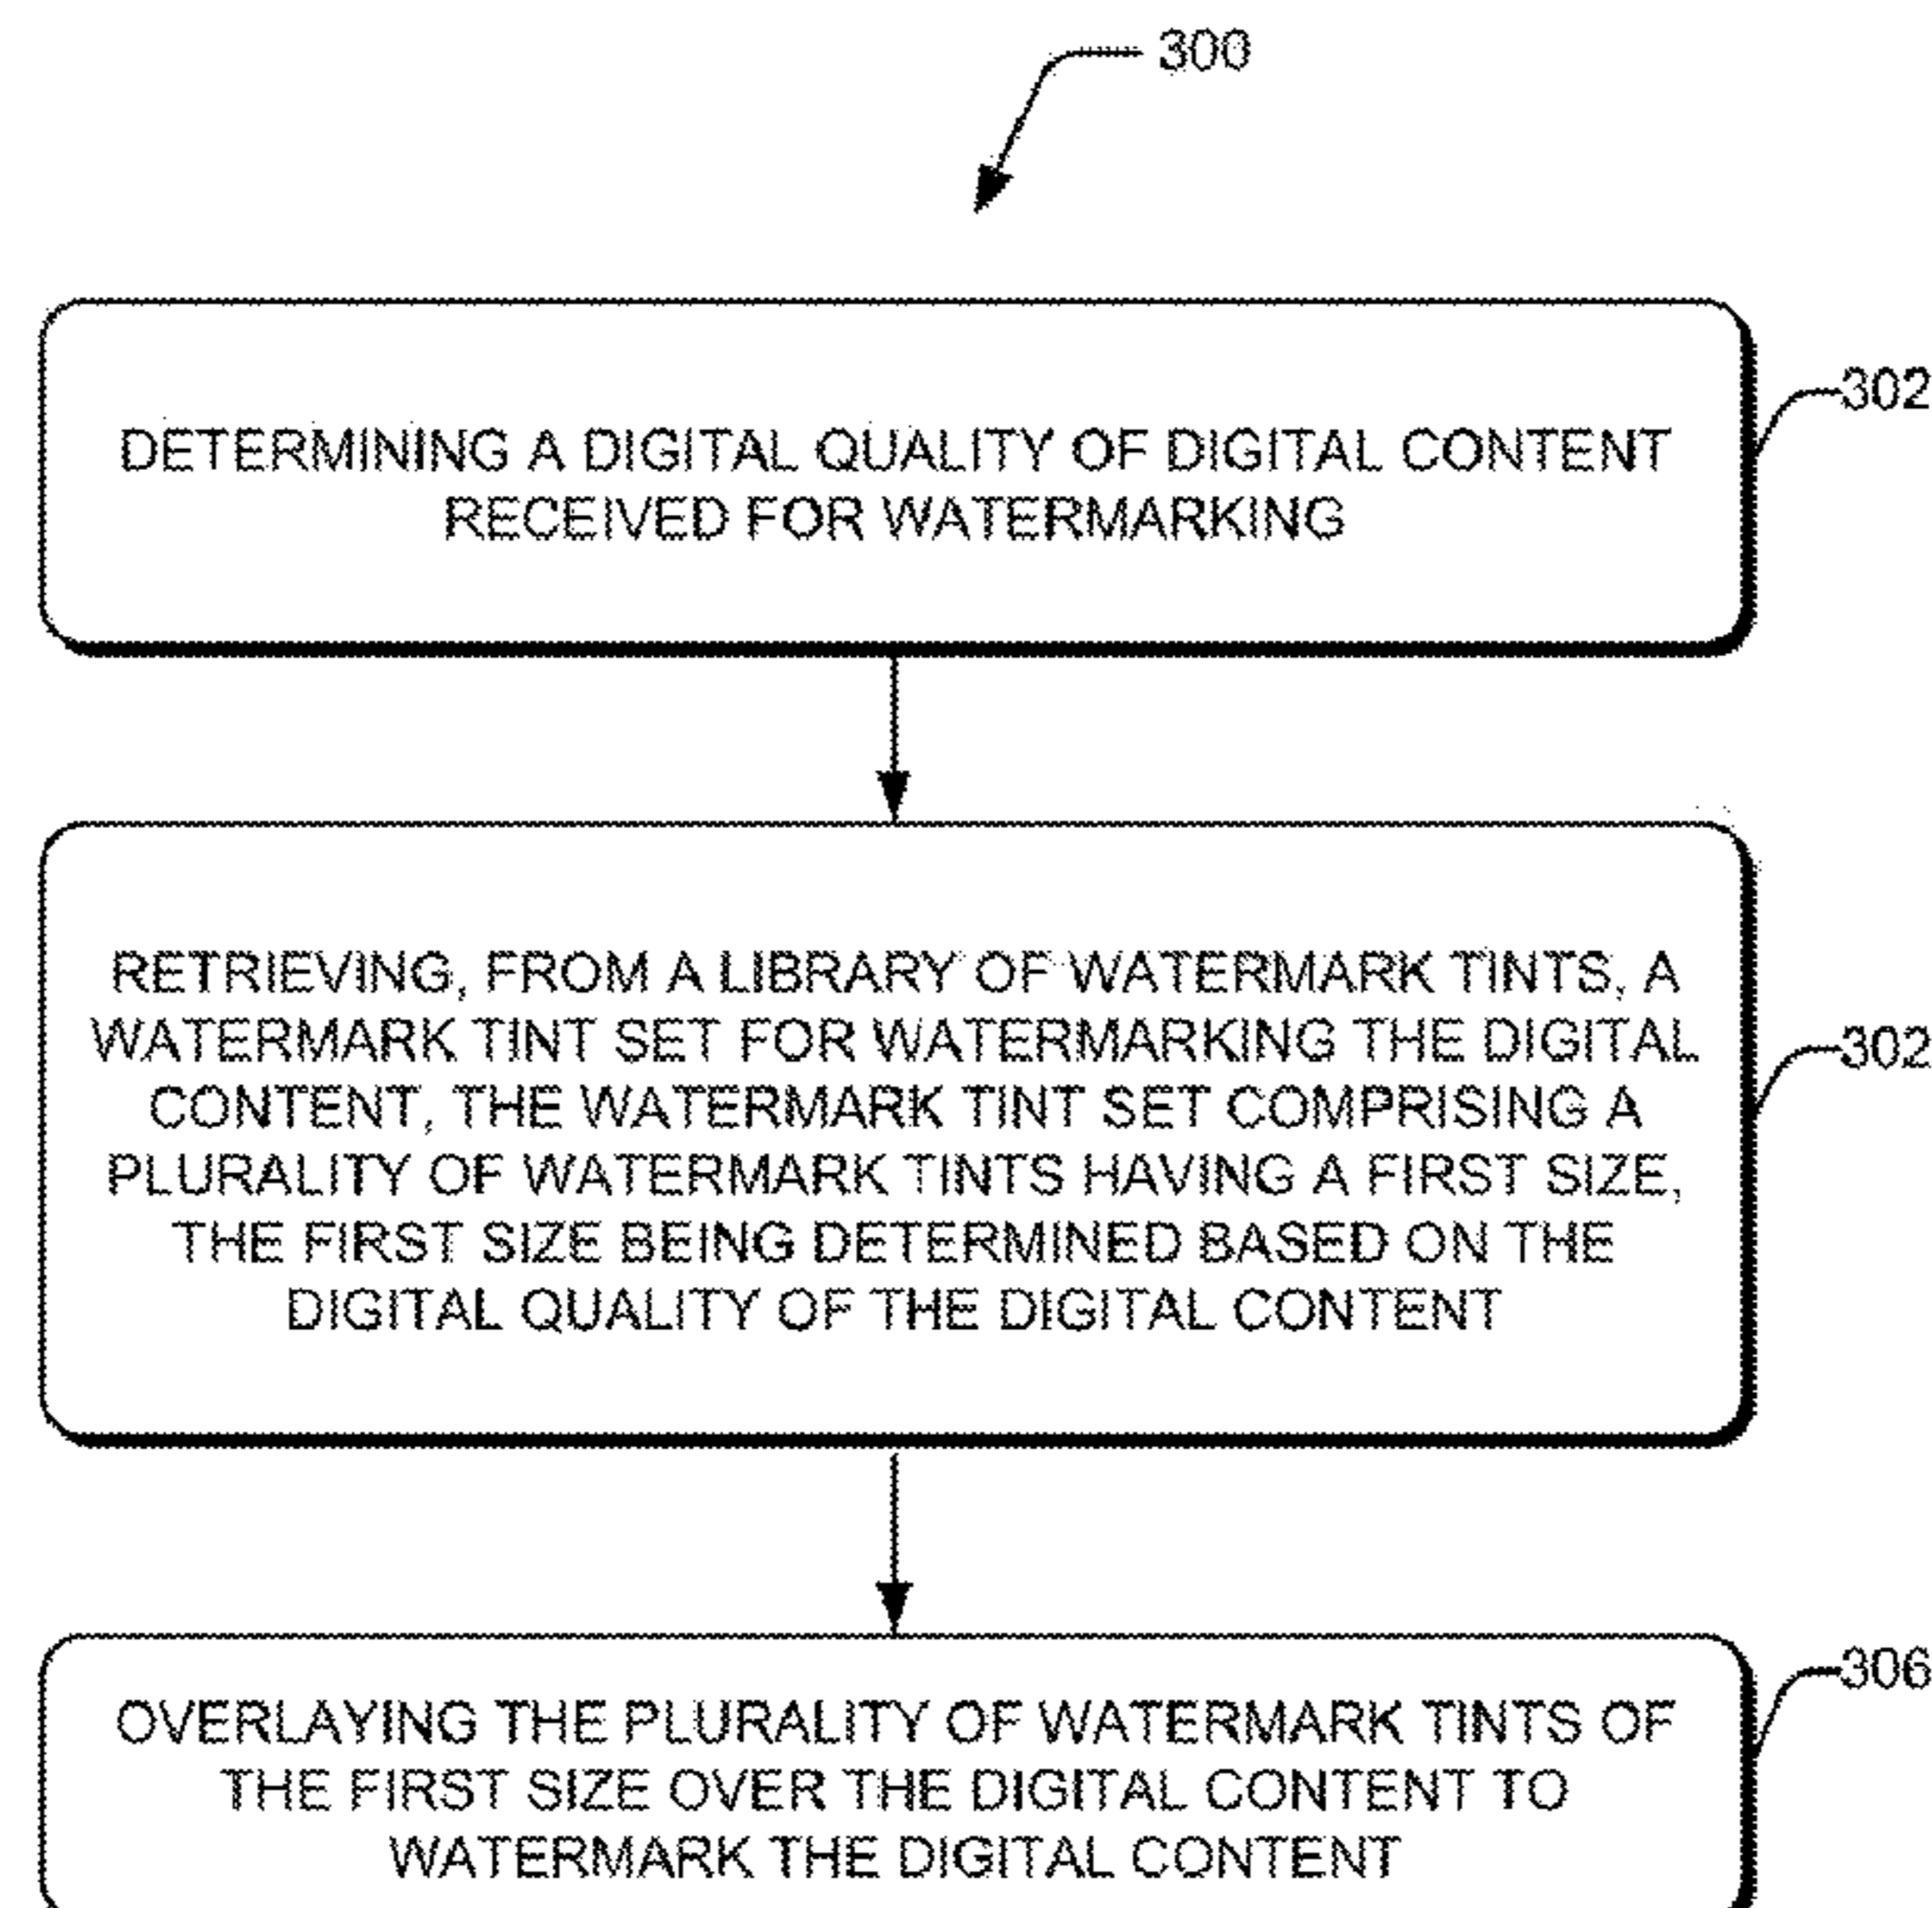 300
DETERMINING A DIGITAL QUALITY OF DIGITAL CONTENT
RECEIVED FOR WATERMARKING
302
RETRIEVING, FROM A LIBRARY OF WATERMARK TINTS, A
WATERMARK TINT SET FOR WATERMARKING THE DIGITAL
CONTENT, THE WATERMARK TINT SET COMPRISING A
PLURALITY OF WATERMARK TINTS HAVING A FIRST SIZE,
THE FIRST SIZE BEING DETERMINED BASED ON THE
DIGITAL QUALITY OF THE DIGITAL CONTENT
302
OVERLAYING THE PLURALITY OF WATERMARK TINTS OF
THE FIRST SIZE OVER THE DIGITAL CONTENT TO
WATERMARK THE DIGITAL CONTENT
306